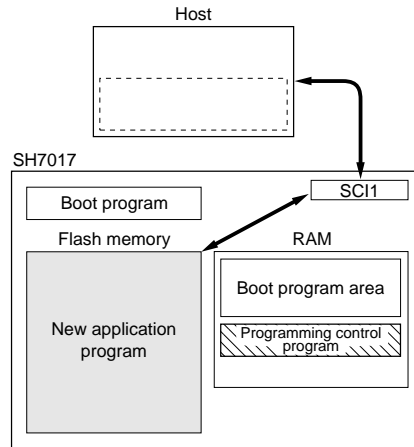 Host
SH7017
SCI1
Boot program
Flash memory
RAM
Boot program area
New application
program
Programming control
program